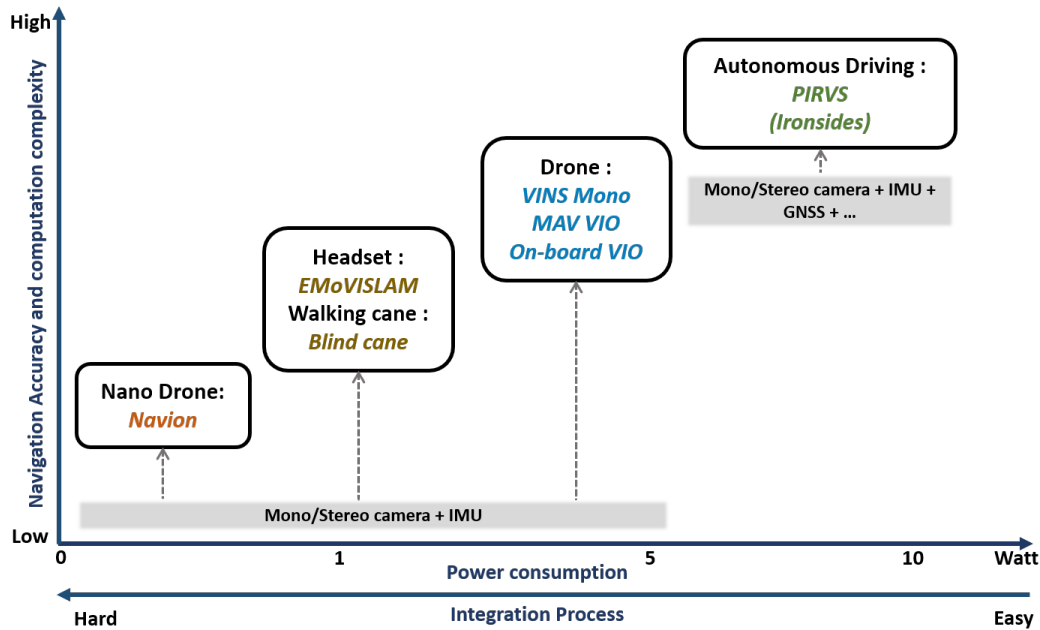 High
Navigation Accuracy and computation complexity
Autonomous Driving :
PIRVS
(Ironsides)
Mono/Stereo camera + IMU +
GNSS + ...
Drone :
VINS Mono
MAV VIO
On-board VIO
Headset :
EMoVISLAM
Walking cane :
Blind cane
Nano Drone:
Navion
Mono/Stereo camera + IMU
Low
0
1
5
10
Watt
Power consumption
Hard
Integration Process
Easy